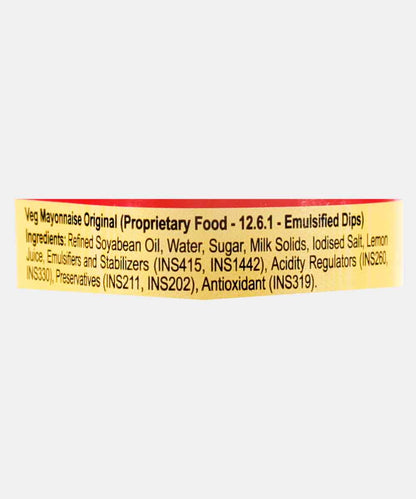 Veg Mayonnaise Original (Proprietary Food - 12.6.1 - Emulsified Dips)
Ingredients: Refined Soyabean Oil, Water, Sugar, Milk Solids, Iodised Salt, Lemon
Juice, Emulsifiers and Stabilizers (INS415, INS1442), Acidity Regulators (INS260,
INS330), Preservatives (INS211, INS202), Antioxidant (INS319).